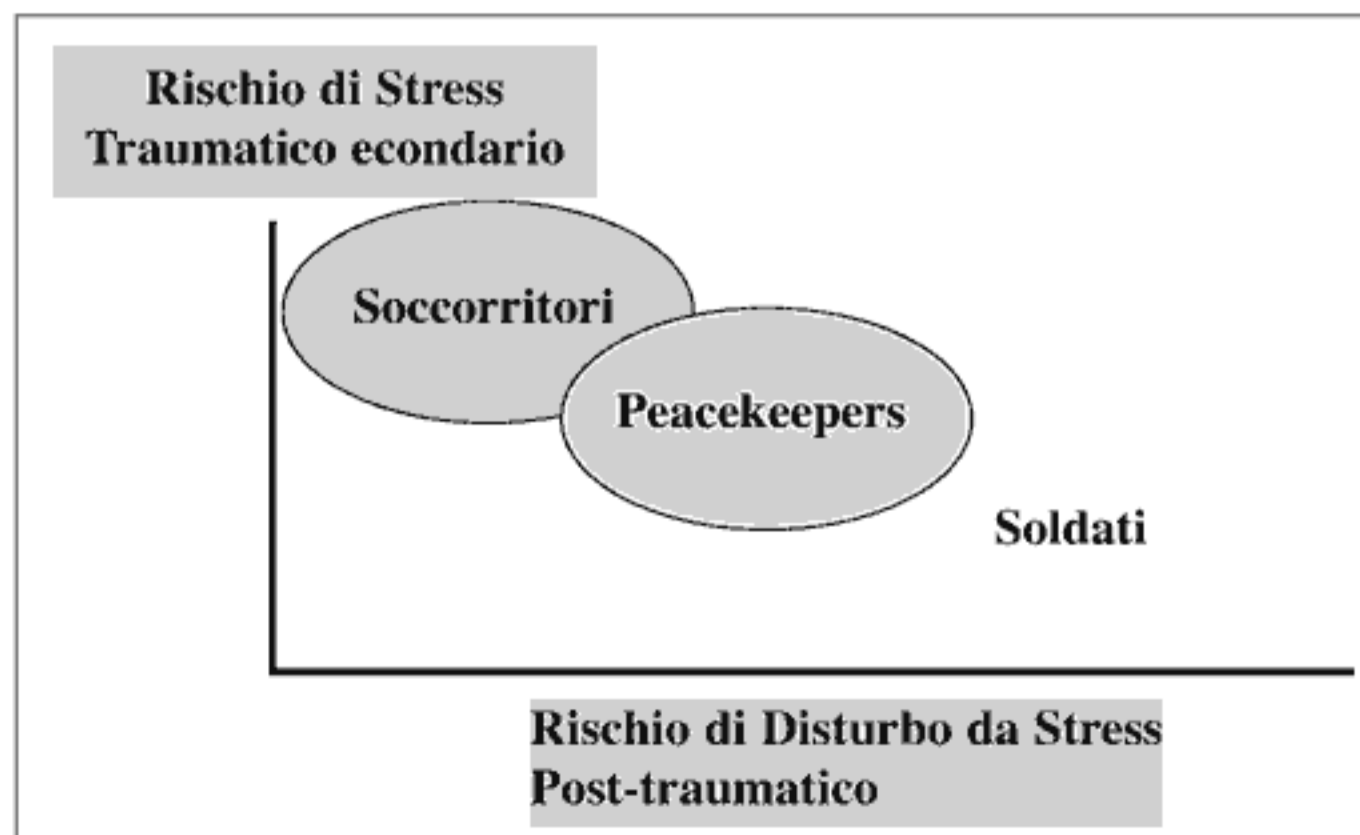 Rischio di Stress
Traumatico econdario
Soccorritori
Peacekeepers
Soldati
Rischio di Disturbo da Stress
Post-traumatico